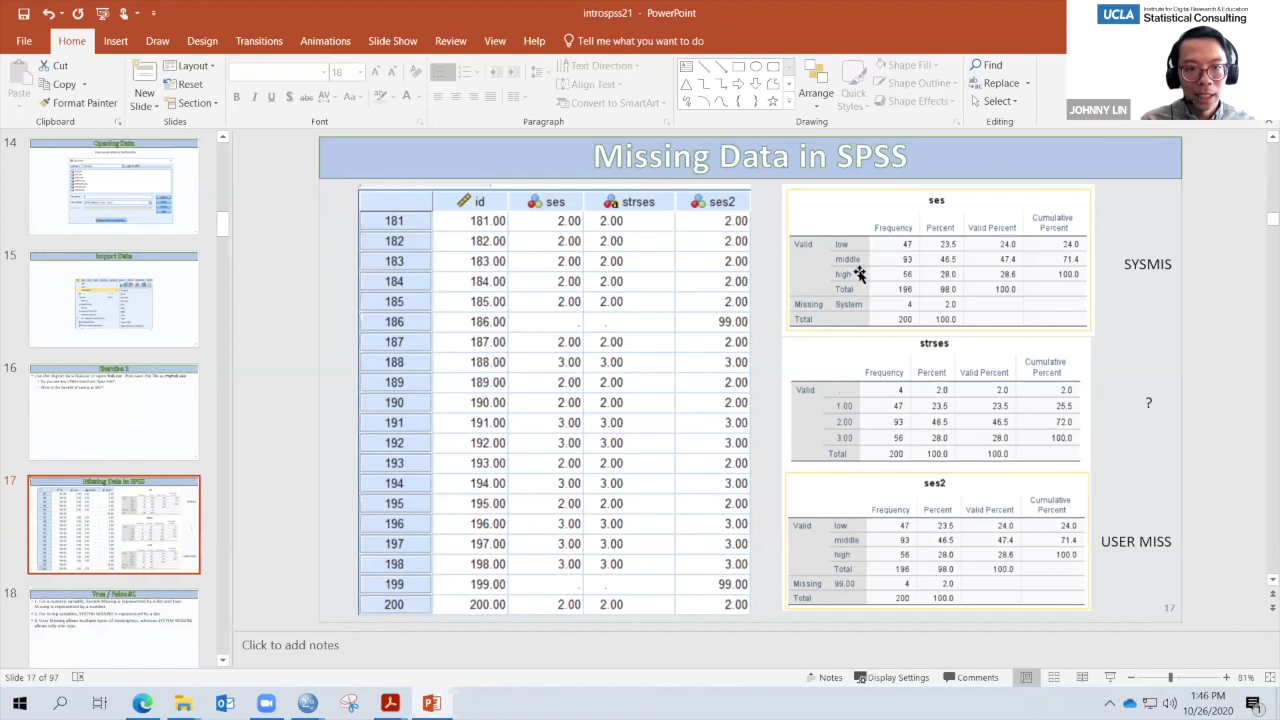 introspss21 - PowerPoint
UCLA Institute for Digital Research & Education
Statistical Consulting
JOHNNY LIN
File Home Insert Draw Design Transitions Animations Slide Show Review View Help Tell me what you want to do
Paste
Cut
Copy
Format Painter
Clipboard
New
Slide
Layout
Reset
Section
Slides
18
Font
Text Direction
Align Text
Convert to SmartArt
Paragraph
Arrange
Quick
Styles
Shape Fill
Shape Outline
Shape Effects
Drawing
Find
Replace
Select
Editing
14
Opening Data
15
Import Data
16
Exercise 1
17
Missing Data in SPSS
18
True / False #1
Missing Data in SPSS
id ses strses ses2
181 181.00 2.00 2.00 2.00
182 182.00 2.00 2.00 2.00
183 183.00 2.00 2.00 2.00
184 184.00 2.00 2.00 2.00
185 185.00 2.00 2.00 2.00
186 186.00 . . 99.00
187 187.00 2.00 2.00 2.00
188 188.00 3.00 3.00 3.00
189 189.00 2.00 2.00 2.00
190 190.00 2.00 2.00 2.00
191 191.00 3.00 3.00 3.00
192 192.00 3.00 3.00 3.00
193 193.00 2.00 2.00 2.00
194 194.00 3.00 3.00 3.00
195 195.00 2.00 2.00 2.00
196 196.00 3.00 3.00 3.00
197 197.00 3.00 3.00 3.00
198 198.00 3.00 3.00 3.00
199 199.00 . . 99.00
200 200.00 2.00 2.00 2.00
ses
Frequency Percent Valid Percent Cumulative Percent
Valid low 47 23.5 24.0 24.0
middle 93 46.5 47.4 71.4
high 56 28.0 28.6 100.0
Total 196 98.0 100.0
Missing System 4 2.0
Total 200 100.0
SYSMIS
strses
Frequency Percent Valid Percent Cumulative Percent
Valid 4 2.0 2.0 2.0
1.00 47 23.5 23.5 25.5
2.00 93 46.5 46.5 72.0
3.00 56 28.0 28.0 100.0
Total 200 100.0 100.0
?
ses2
Frequency Percent Valid Percent Cumulative Percent
Valid low 47 23.5 24.0 24.0
middle 93 46.5 47.4 71.4
high 56 28.0 28.6 100.0
Total 196 98.0 100.0
Missing 99.00 4 2.0
Total 200 100.0
USER MISS
17
Click to add notes
Slide 17 of 97
Notes Display Settings Comments 81%
1:46 PM
10/26/2020